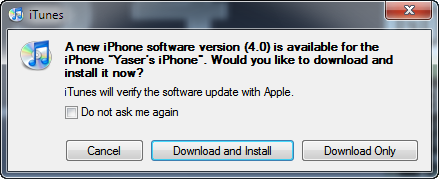 iTunes
A new iPhone software version (4.0) is available for the
iPhone "Yaser's iPhone". Would you like to download and
install it now?
iTunes will verify the software update with Apple.
Do not ask me again
Cancel Download and Install Download Only